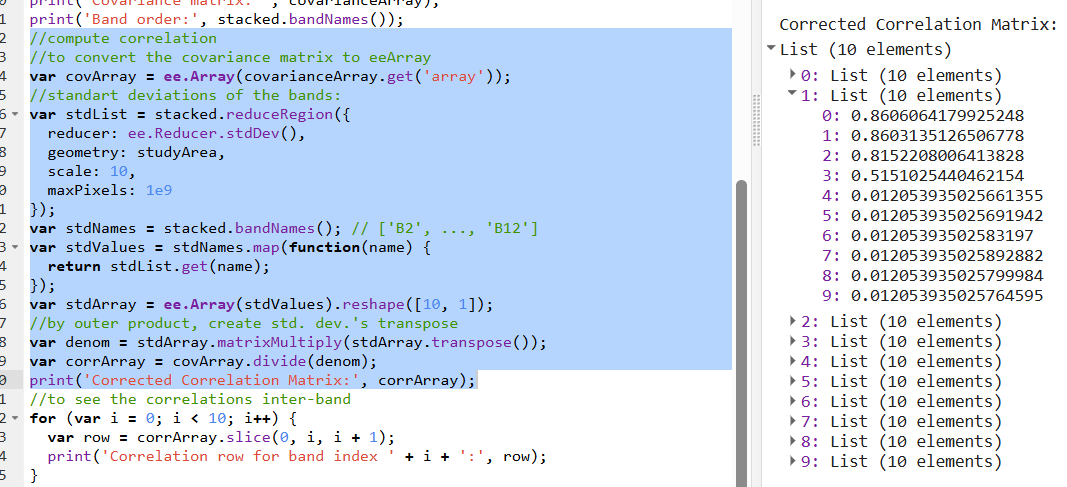 print('Covariance matrix: ', covarianceArray);
1 print('Band order:', stacked.bandNames());
2 //compute correlation
3 //to convert the covariance matrix to eeArray
4 var covArray = ee.Array(covarianceArray.get('array'));
5 //standart deviations of the bands:
6 var stdList = stacked.reduceRegion({
7 reducer: ee.Reducer.stdDev(),
8 geometry: studyArea,
9 scale: 10,
0 maxPixels: 1e9
1 });
2 var stdNames = stacked.bandNames(); // ['B2', ..., 'B12']
3 var stdValues = stdNames.map(function(name) {
4 return stdList.get(name);
5 });
6 var stdArray = ee.Array(stdValues).reshape([10, 1]);
7 //by outer product, create std. dev.'s transpose
8 var denom = stdArray.matrixMultiply(stdArray.transpose());
9 var corrArray = covArray.divide(denom);
0 print('Corrected Correlation Matrix:', corrArray);
1 //to see the correlations inter-band
2 for (var i = 0; i < 10; i++) {
3 var row = corrArray.slice(0, i, i + 1);
4 print('Correlation row for band index ' + i + ':', row);
5 }
Corrected Correlation Matrix:
List (10 elements)
0: List (10 elements)
1: List (10 elements)
0: 0.8606064179925248
1: 0.8603135126506778
2: 0.8152208006413828
3: 0.5151025440462154
4: 0.012053935025661355
5: 0.012053935025691942
6: 0.01205393502583197
7: 0.012053935025892882
8: 0.012053935025799984
9: 0.012053935025764595
2: List (10 elements)
3: List (10 elements)
4: List (10 elements)
5: List (10 elements)
6: List (10 elements)
7: List (10 elements)
8: List (10 elements)
9: List (10 elements)